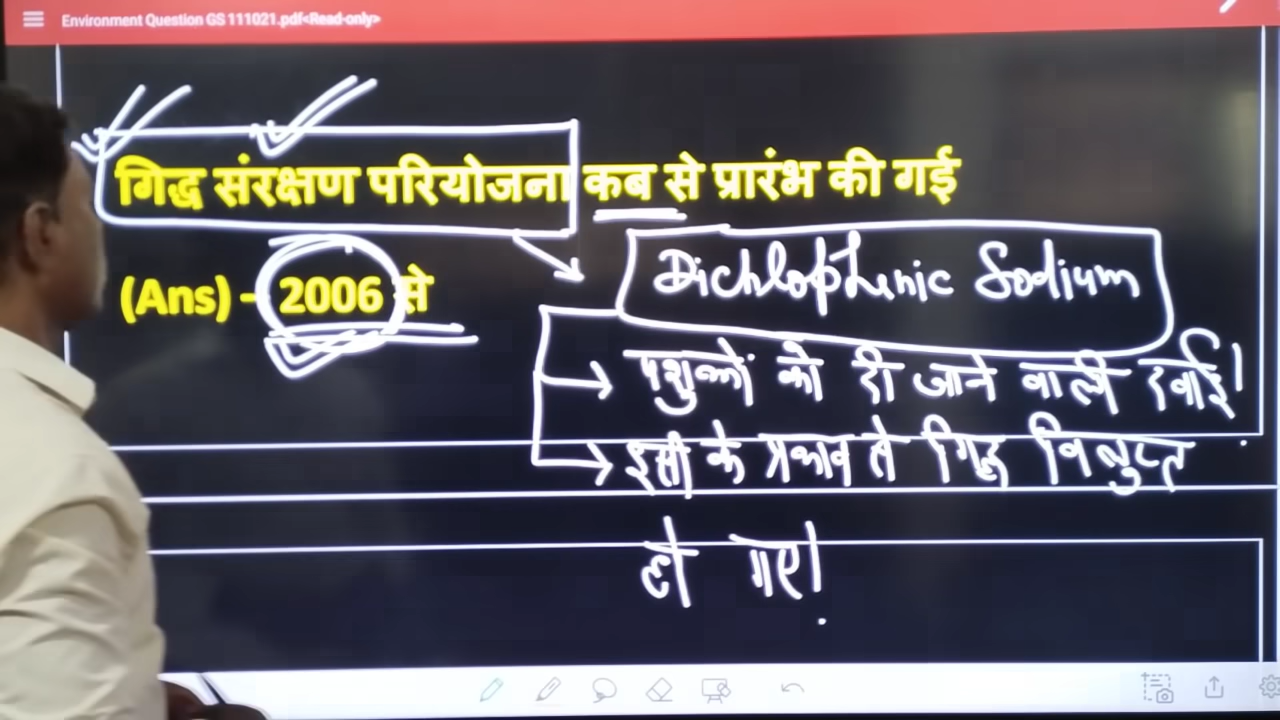 Environment Question GS 111021.pdf<Read-only>
गिद्ध संरक्षण परियोजना कब से प्रारंभ की गई
(Ans) - 2006 से
Dichlophenic Sodium
पशुओं को दी जाने वाली दवाई।
इसी के प्रभाव से गिद्ध विलुप्त
हो गए।